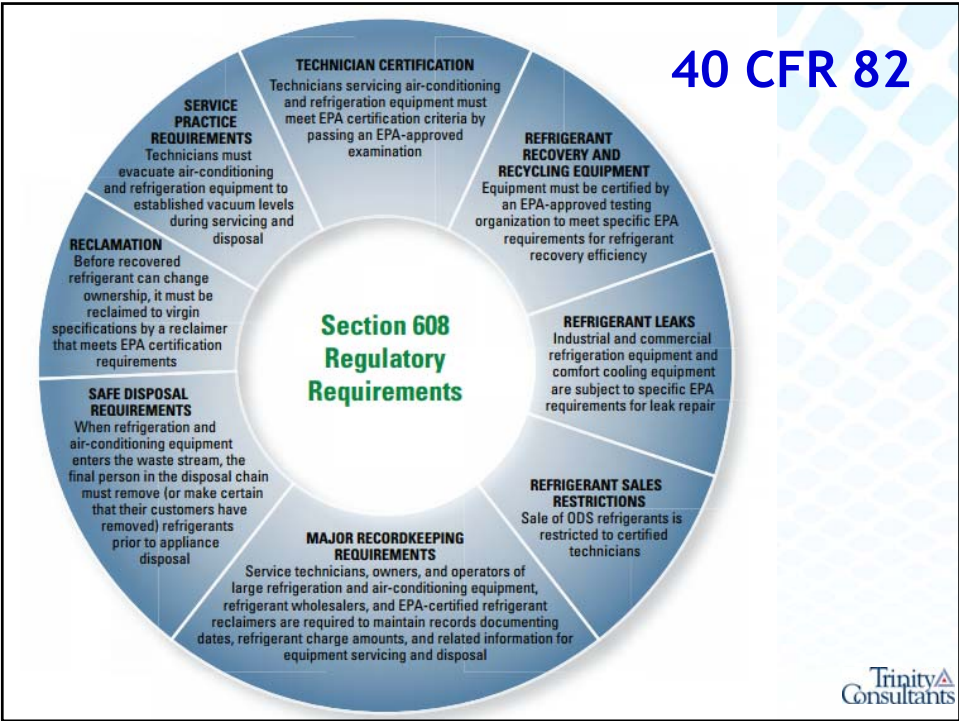 40 CFR 82
TECHNICIAN CERTIFICATION
Technicians servicing air-conditioning
and refrigeration equipment must
meet EPA certification criteria by
passing an EPA-approved
examination
REFRIGERANT
RECOVERY AND
RECYCLING EQUIPMENT
Equipment must be certified by
an EPA-approved testing
organization to meet specific EPA
requirements for refrigerant
recovery efficiency
REFRIGERANT LEAKS
Industrial and commercial
refrigeration equipment and
comfort cooling equipment
are subject to specific EPA
requirements for leak repair
REFRIGERANT SALES
RESTRICTIONS
Sale of ODS refrigerants is
restricted to certified
technicians
MAJOR RECORDKEEPING
REQUIREMENTS
Service technicians, owners, and operators of
large refrigeration and air-conditioning equipment,
refrigerant wholesalers, and EPA-certified refrigerant
reclaimers are required to maintain records documenting
dates, refrigerant charge amounts, and related information for
equipment servicing and disposal
SAFE DISPOSAL
REQUIREMENTS
When refrigeration and
air-conditioning equipment
enters the waste stream, the
final person in the disposal chain
must remove (or make certain
that their customers have
removed) refrigerants
prior to appliance
disposal
RECLAMATION
Before recovered
refrigerant can change
ownership, it must be
reclaimed to virgin
specifications by a reclaimer
that meets EPA certification
requirements
SERVICE
PRACTICE
REQUIREMENTS
Technicians must
evacuate air-conditioning
and refrigeration equipment to
established vacuum levels
during servicing and
disposal
Section 608
Regulatory
Requirements
Trinity
Consultants